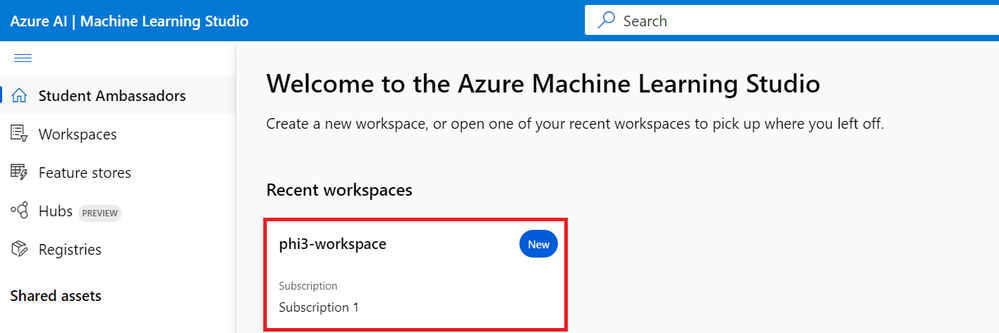 Azure AI | Machine Learning Studio
Search
Student Ambassadors
Workspaces
Feature stores
Hubs PREVIEW
Registries
Shared assets
Welcome to the Azure Machine Learning Studio
Create a new workspace, or open one of your recent workspaces to pick up where you left off.
Recent workspaces
phi3-workspace
New
Subscription
Subscription 1